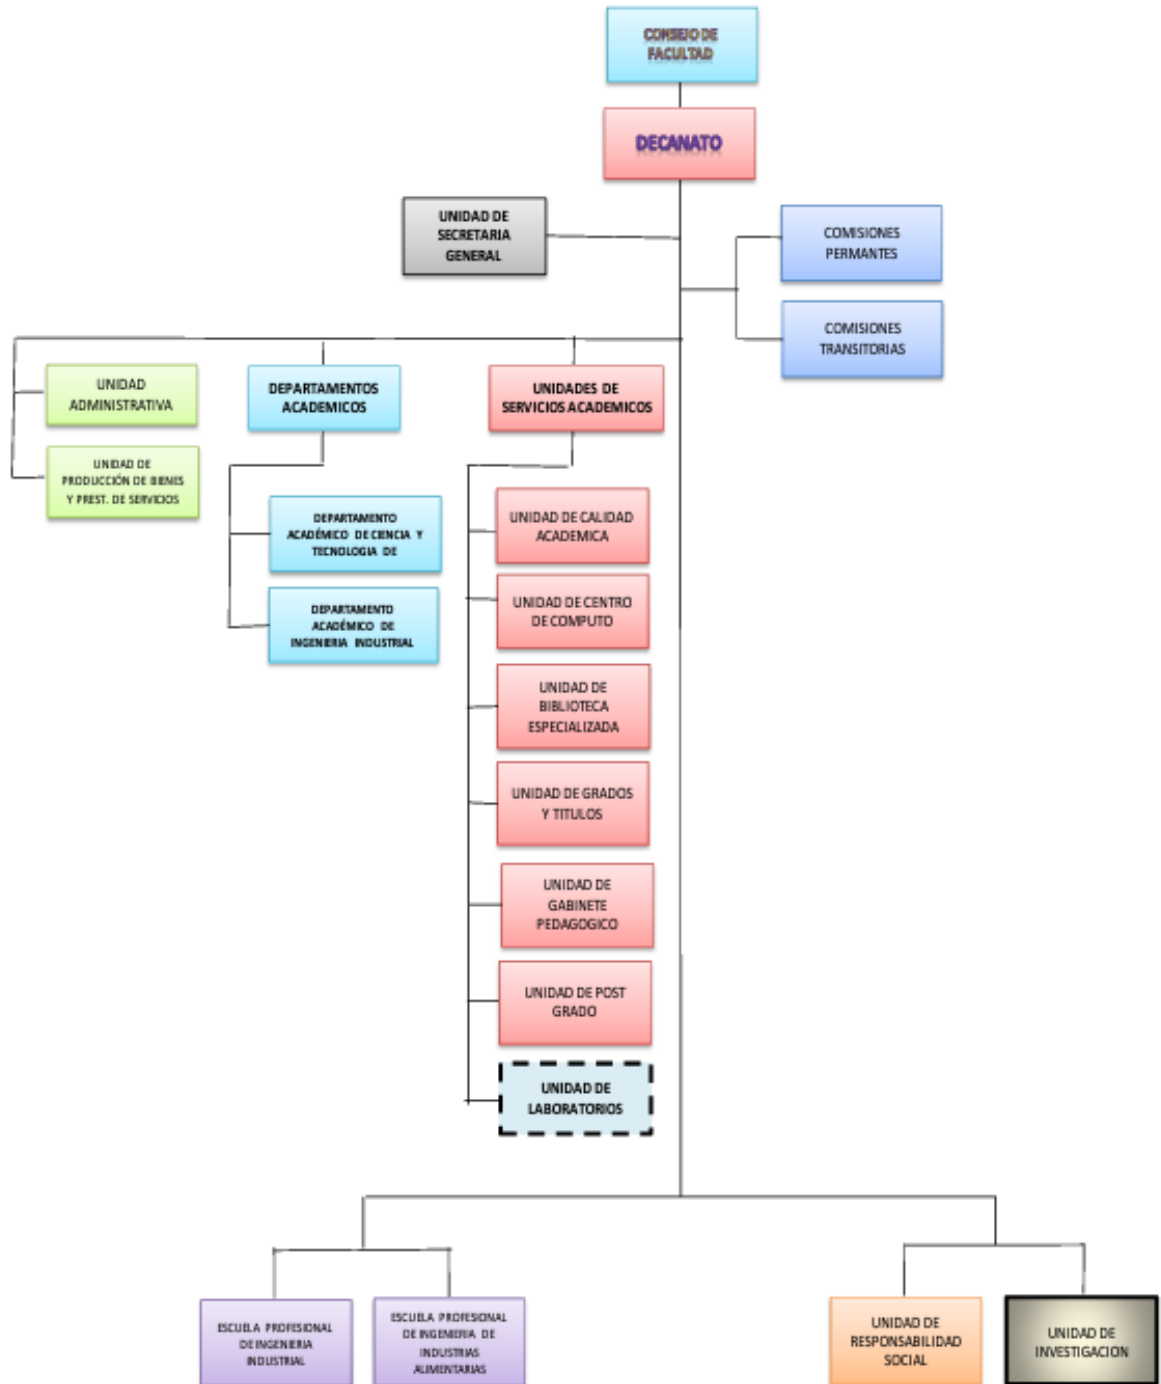 CONSEJO DE
FACULTAD
DECANATO
UNIDAD DE
SECRETARIA
GENERAL
COMISIONES
PERMANTES
COMISIONES
TRANSITORIAS
UNIDAD
ADMINISTRATIVA
DEPARTAMENTOS
ACADEMICOS
UNIDADES DE
SERVICIOS ACADEMICOS
UNIDAD DE
PRODUCCIÓN DE BIENES
Y PREST. DE SERVICIOS
DEPARTAMENTO
ACADÉMICO DE CIENCIA Y
TECNOLOGIA DE
DEPARTAMENTO
ACADÉMICO DE
INGENIERIA INDUSTRIAL
UNIDAD DE CALIDAD
ACADEMICA
UNIDAD DE CENTRO
DE COMPUTO
UNIDAD DE
BIBLIOTECA
ESPECIALIZADA
UNIDAD DE GRADOS
Y TITULOS
UNIDAD DE
GABINETE
PEDAGOGICO
UNIDAD DE POST
GRADO
UNIDAD DE
LABORATORIOS
ESCUELA PROFESIONAL
DE INGENIERIA
INDUSTRIAL
ESCUELA PROFESIONAL
DE INGENIERIA DE
INDUSTRIAS
ALIMENTARIAS
UNIDAD DE
RESPONSABILIDAD
SOCIAL
UNIDAD DE
INVESTIGACION